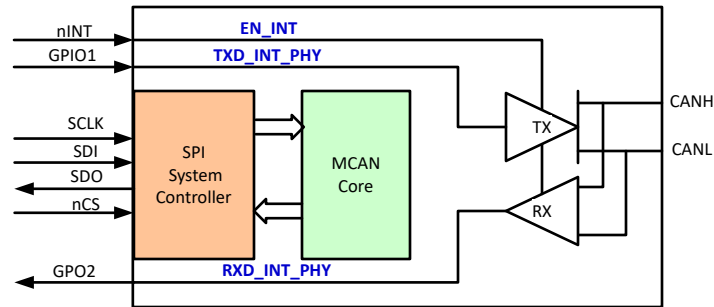 nINT
EN_INT
GPIO1
TXD_INT_PHY
SCLK
SDI
SDO
nCS
SPI
System
Controller
MCAN
Core
TX
RX
CANH
CANL
GPO2
RXD_INT_PHY